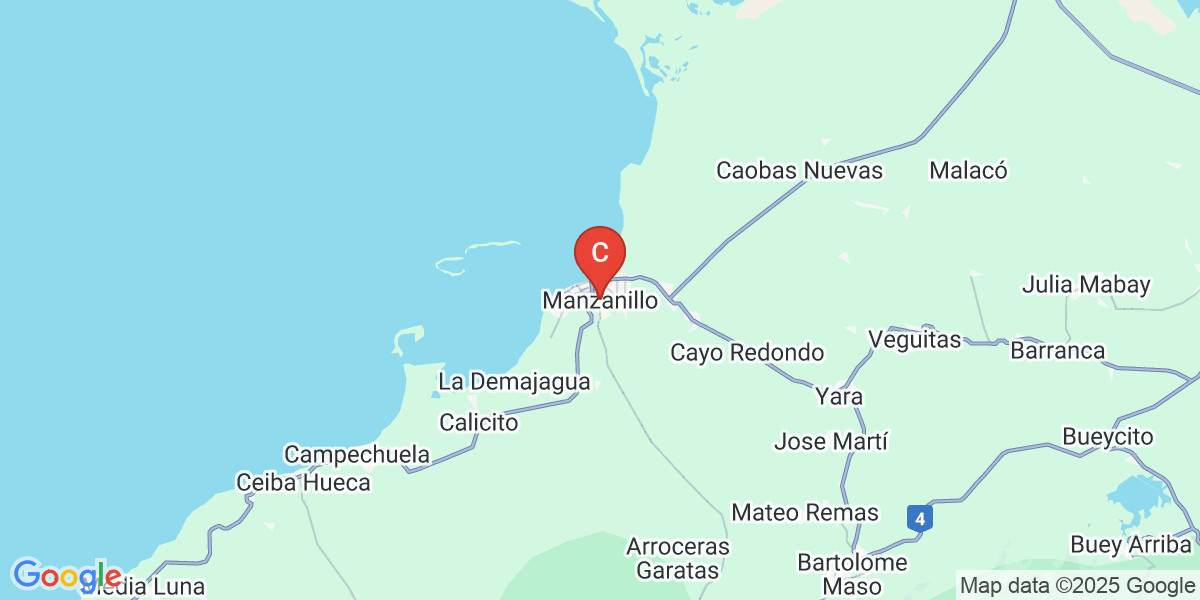 Caobas Nuevas
Malacó
C
Manzanillo
Julia Mabay
Cayo Redondo
Veguitas
Barranca
La Demajagua
Yara
Calicito
Jose Martí
Bueycito
Campechuela
Ceiba Hueca
Mateo Remas
4
Arroceras
Garatas
Buey Arriba
Bartolome
Maso
Google
Media Luna
Map data ©2025 Google